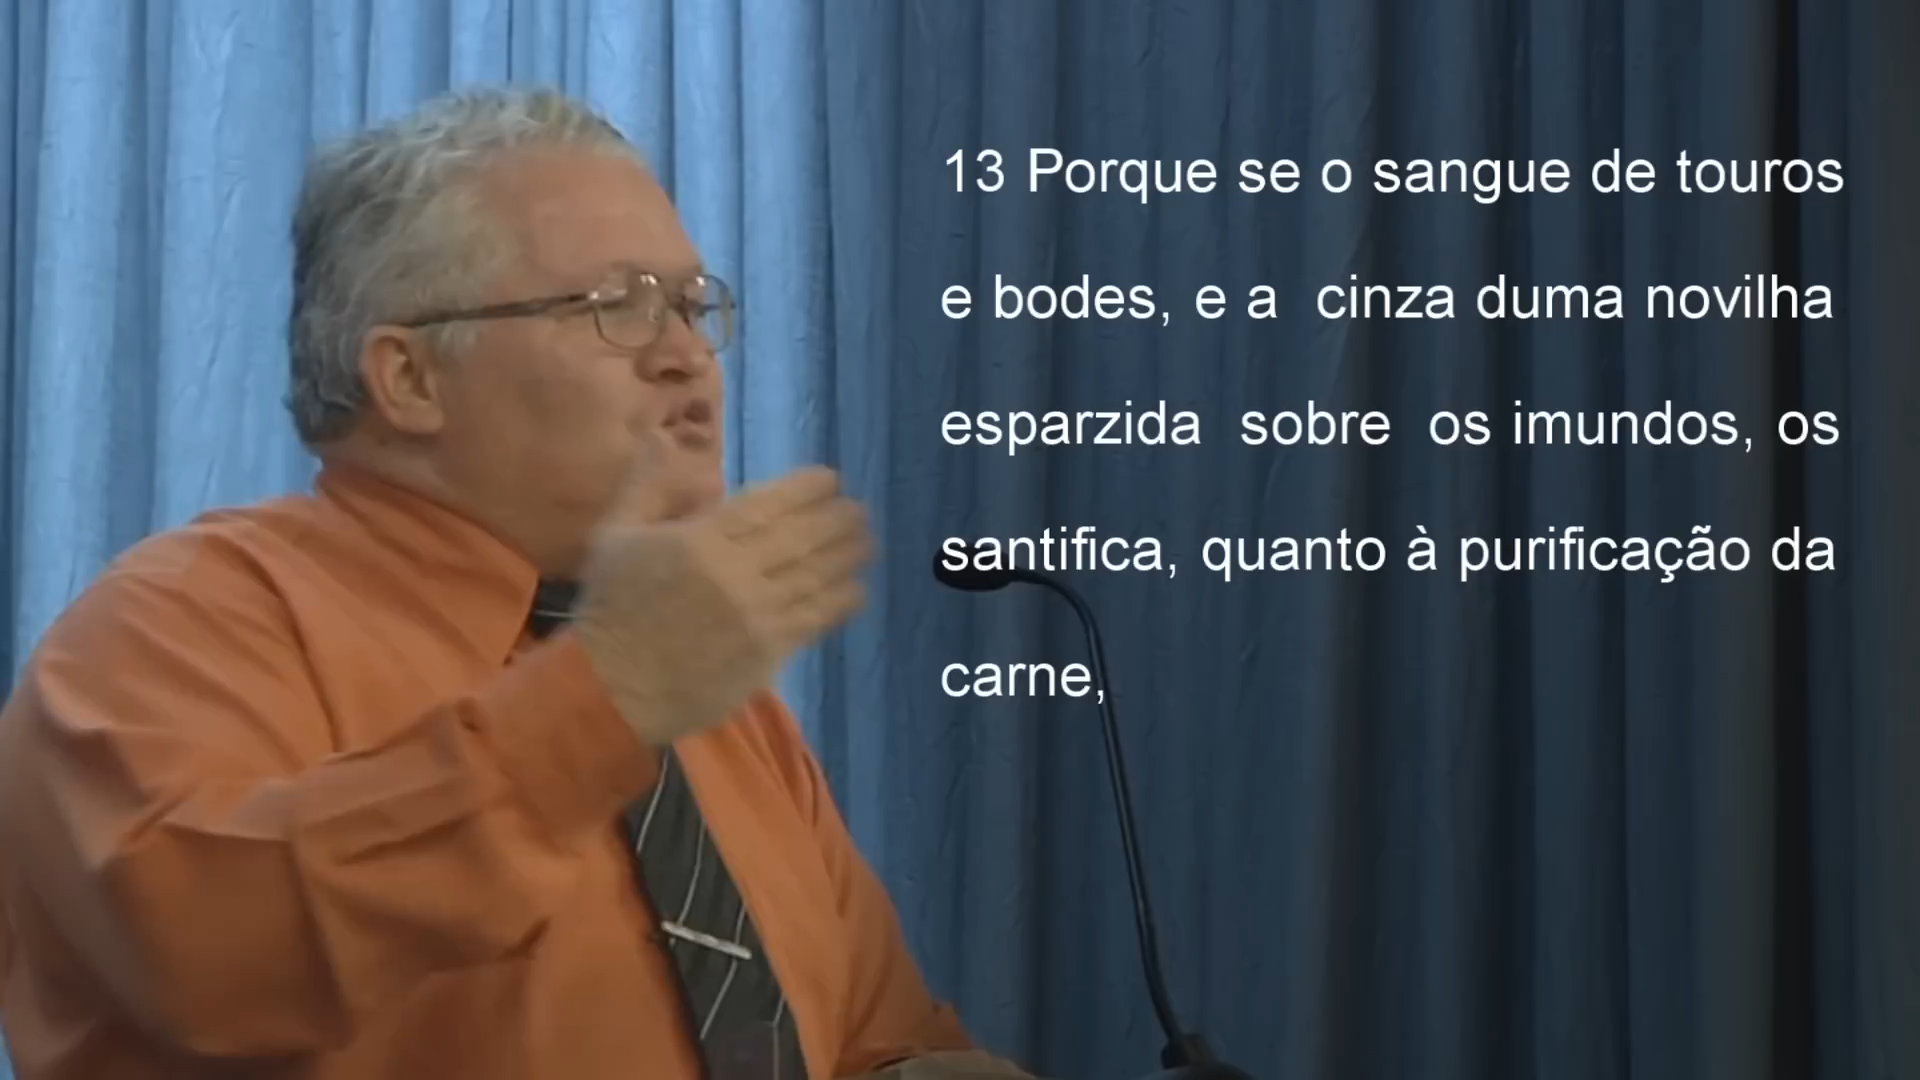 13 Porque se o sangue de touros
e bodes, e a cinza duma novilha
esparzida sobre os imundos, os
santifica, quanto à purificação da
carne,